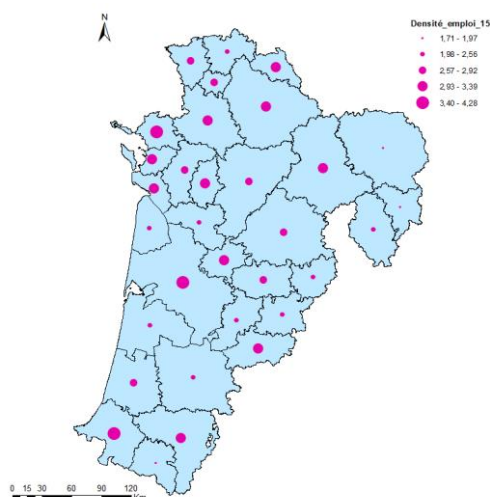 N
Densité_emploi_15
1,71 - 1,97
1,98 - 2,56
2,57 - 2,92
2,93 - 3,39
3,40 - 4,28
0 15 30 60 90 120